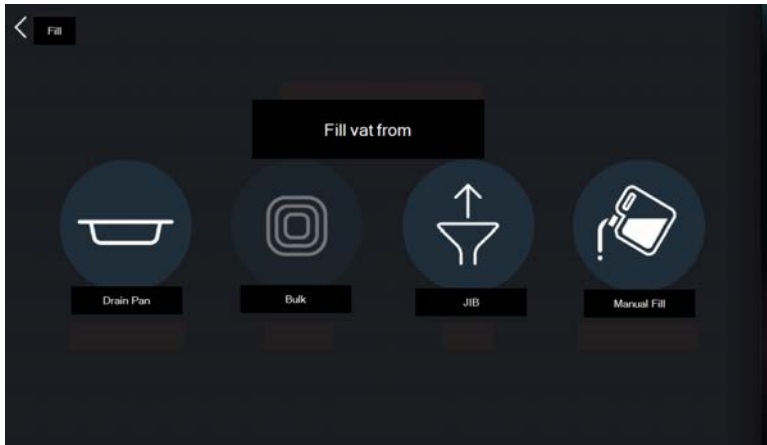 Fill
Fill vat from
Drain Pan
Bulk
JIB
Manual Fill